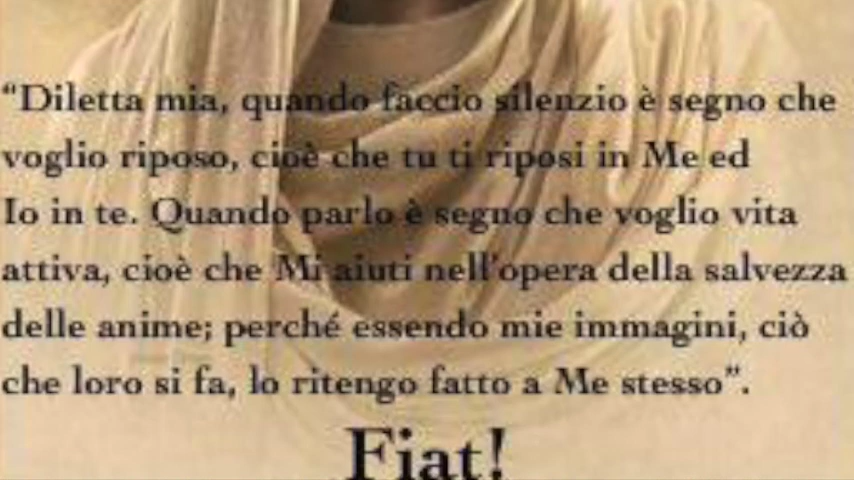 “Diletta mia, quando faccio silenzio è segno che
voglio riposo, cioè che tu ti riposi in Me ed
Io in te. Quando parlo è segno che voglio vita
attiva, cioè che Mi aiuti nell'opera della salvezza
delle anime; perché essendo mie immagini, ciò
che loro si fa, lo ritengo fatto a Me stesso”.
Fiat!